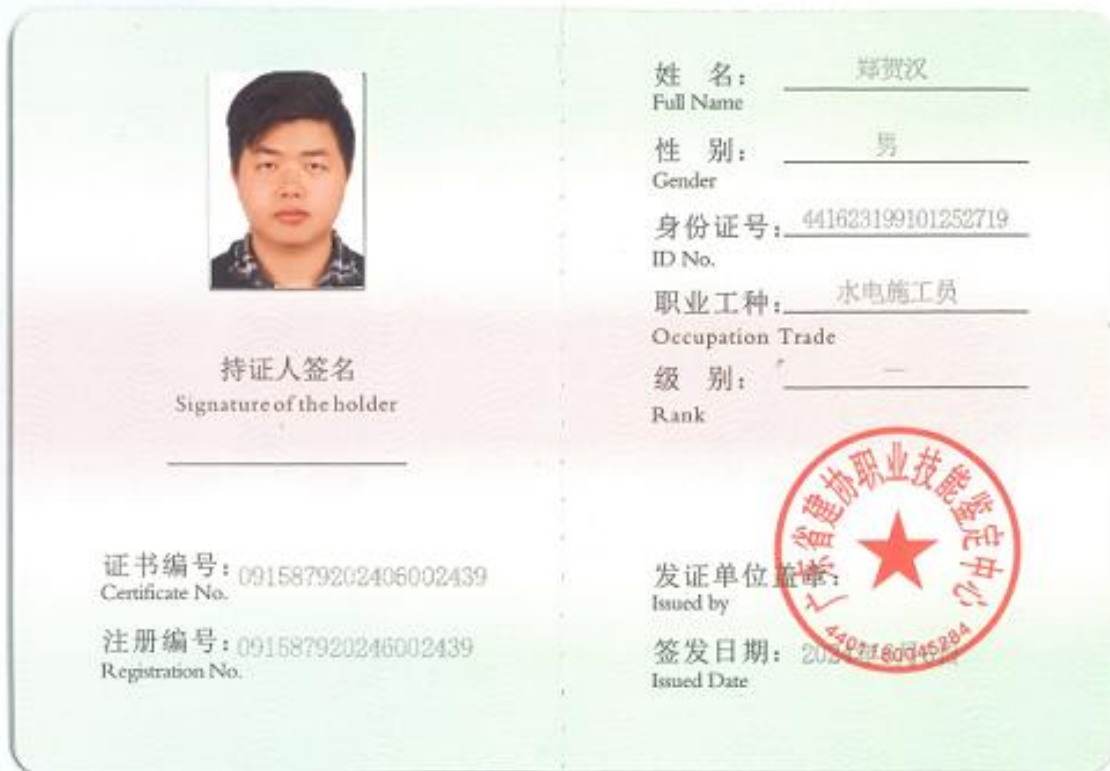 持证人签名
Signature of the holder
证书编号：0915879202406002439
Certificate No.
注册编号：091587920246002439
Registration No.
姓 名： 郑贺汉
Full Name
性 别： 男
Gender
身份证号：441623199101252719
ID No.
职业工种：水电施工员
Occupation Trade
级 别： 一
Rank
广东省建协职业技能鉴定中心
发证单位盖章：
Issued by
签发日期：
Issued Date